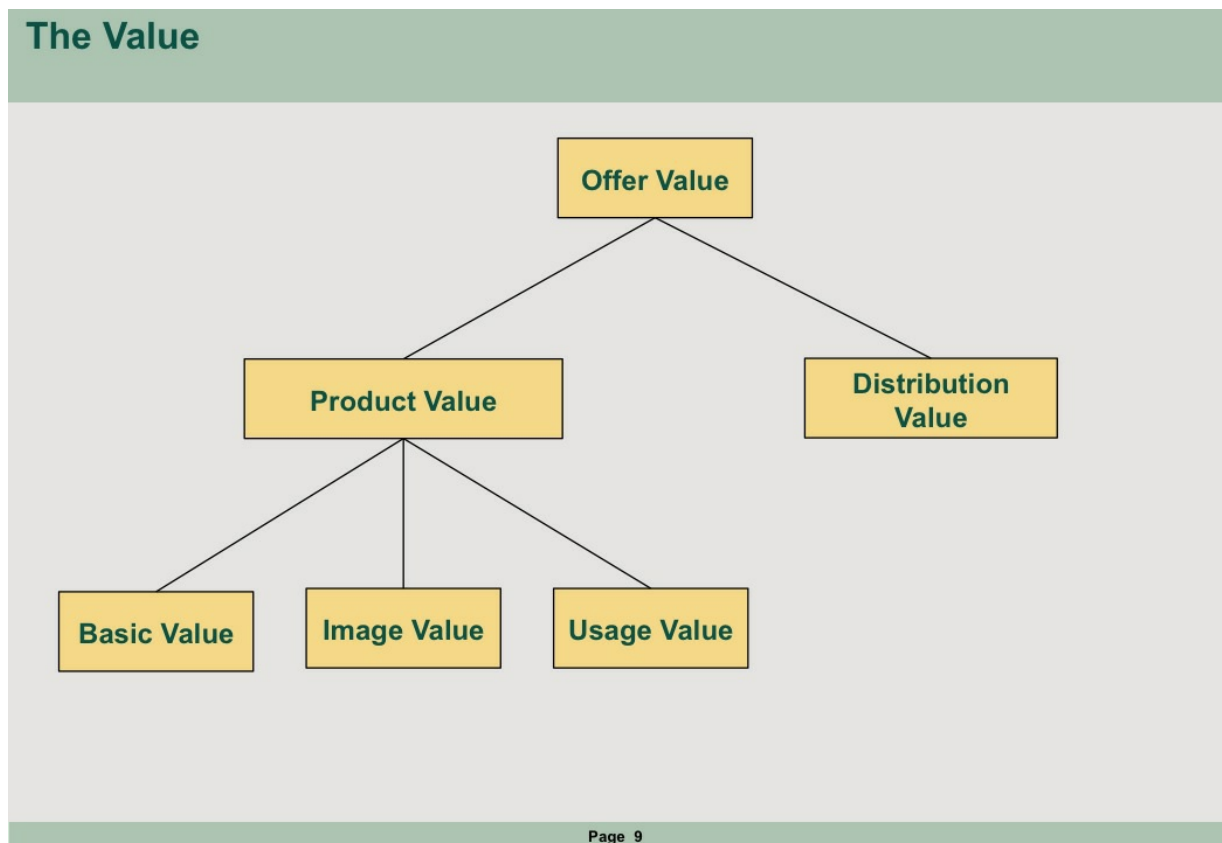 The Value
Offer Value
Product Value
Distribution
Value
Basic Value
Image Value
Usage Value
Page 9